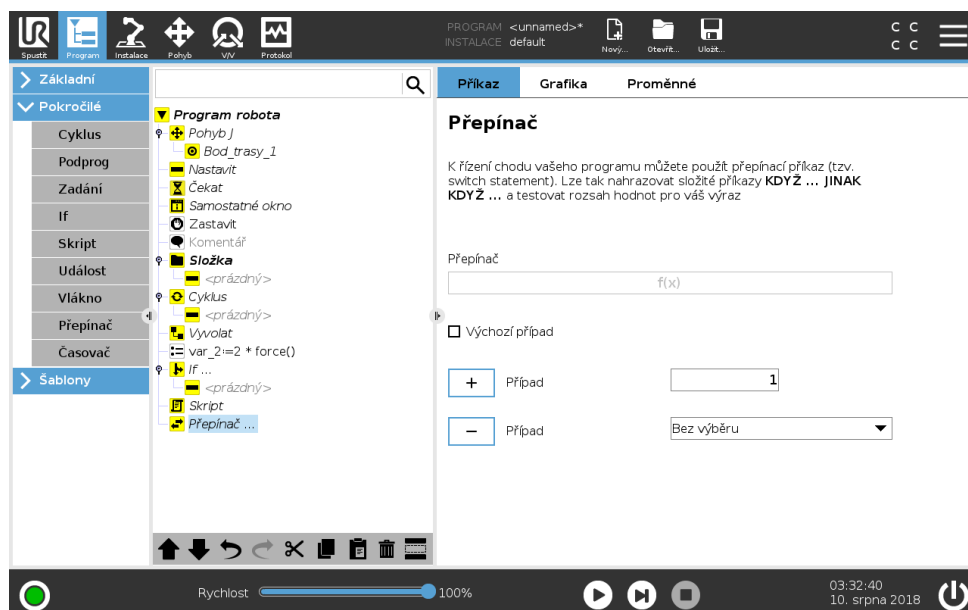 PROGRAM <unnamed>*
INSTALACE default
Spustit
Program
Instalace
Pohyb
V/V
Protokol
Nový...
Otevřít...
Uložit...
C C
C C
Základní
Pokročilé
Cyklus
Podprog
Zadání
If
Skript
Událost
Vlákno
Přepínač
Časovač
Šablony
Program robota
Pohyb J
Bod_trasy_1
Nastavit
Čekat
Samostatné okno
Zastavit
Komentář
Složka
<prázdný>
Cyklus
<prázdný>
Vyvolat
var_2:=2 * force()
If ...
<prázdný>
Skript
Přepínač ...
Příkaz
Grafika
Proměnné
Přepínač
K řízení chodu vašeho programu můžete použít přepínací příkaz (tzv.
switch statement). Lze tak nahrazovat složité příkazy KDYŽ ... JINAK
KDYŽ ... a testovat rozsah hodnot pro váš výraz
Přepínač
f(x)
Výchozí případ
+ Případ 1
− Případ Bez výběru
Rychlost 100%
03:32:40
10. srpna 2018